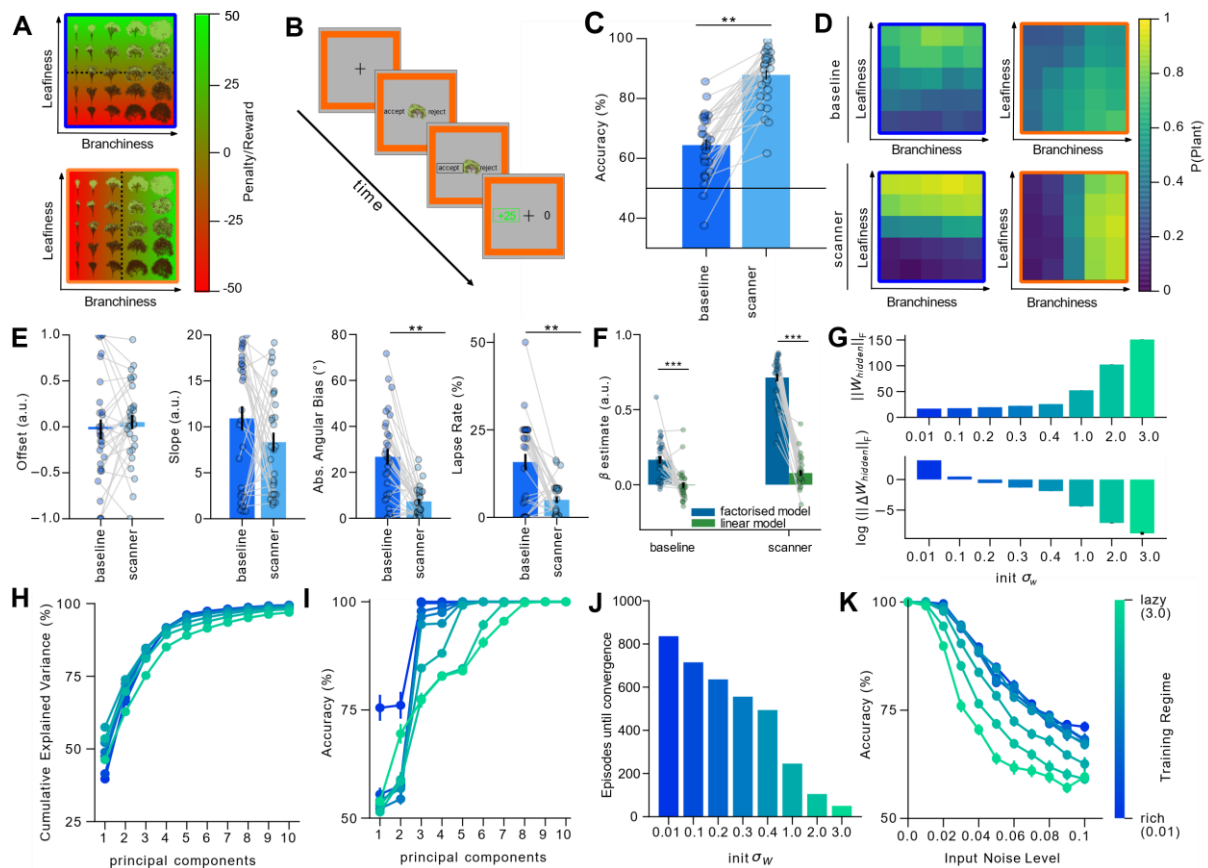 A
Leafiness
Branchiness
Leafiness
Branchiness
50
25
0
-25
-50
Penalty/Reward
B
accept
reject
accept
reject
+25
0
time
C
**
Accuracy (%)
100
80
60
40
baseline
scanner
D
baseline
Leafiness
Branchiness
Branchiness
Leafiness
scanner
Leafiness
Branchiness
Leafiness
Branchiness
1
0.8
0.6
0.4
0.2
0
P(Plant)
E
Offset (a.u.)
1.0
0.5
0.0
-0.5
-1.0
baseline
scanner
Slope (a.u.)
20
15
10
5
0
baseline
scanner
**
Abs. Angular Bias (°)
80
60
40
20
0
baseline
scanner
**
Lapse Rate (%)
50
40
30
20
10
0
baseline
scanner
F
***
***
β estimate (a.u.)
1.0
0.5
0.0
factorised model
linear model
baseline
scanner
G
||W hidden||F
150
100
50
0
0.01 0.1 0.2 0.3 0.4 1.0 2.0 3.0
log (||ΔW hidden||F)
0
−5
0.01 0.1 0.2 0.3 0.4 1.0 2.0 3.0
init σw
H
Cumulative Explained Variance (%)
100
75
50
25
1 2 3 4 5 6 7 8 9 10
principal components
I
Accuracy (%)
100
75
50
1 2 3 4 5 6 7 8 9 10
principal components
J
Episodes until convergence
1000
800
600
400
200
0
0.01 0.1 0.2 0.3 0.4 1.0 2.0 3.0
init σW
K
Accuracy (%)
100
75
50
0.0 0.02 0.04 0.06 0.08 0.1
Input Noise Level
lazy
(3.0)
Training Regime
rich
(0.01)